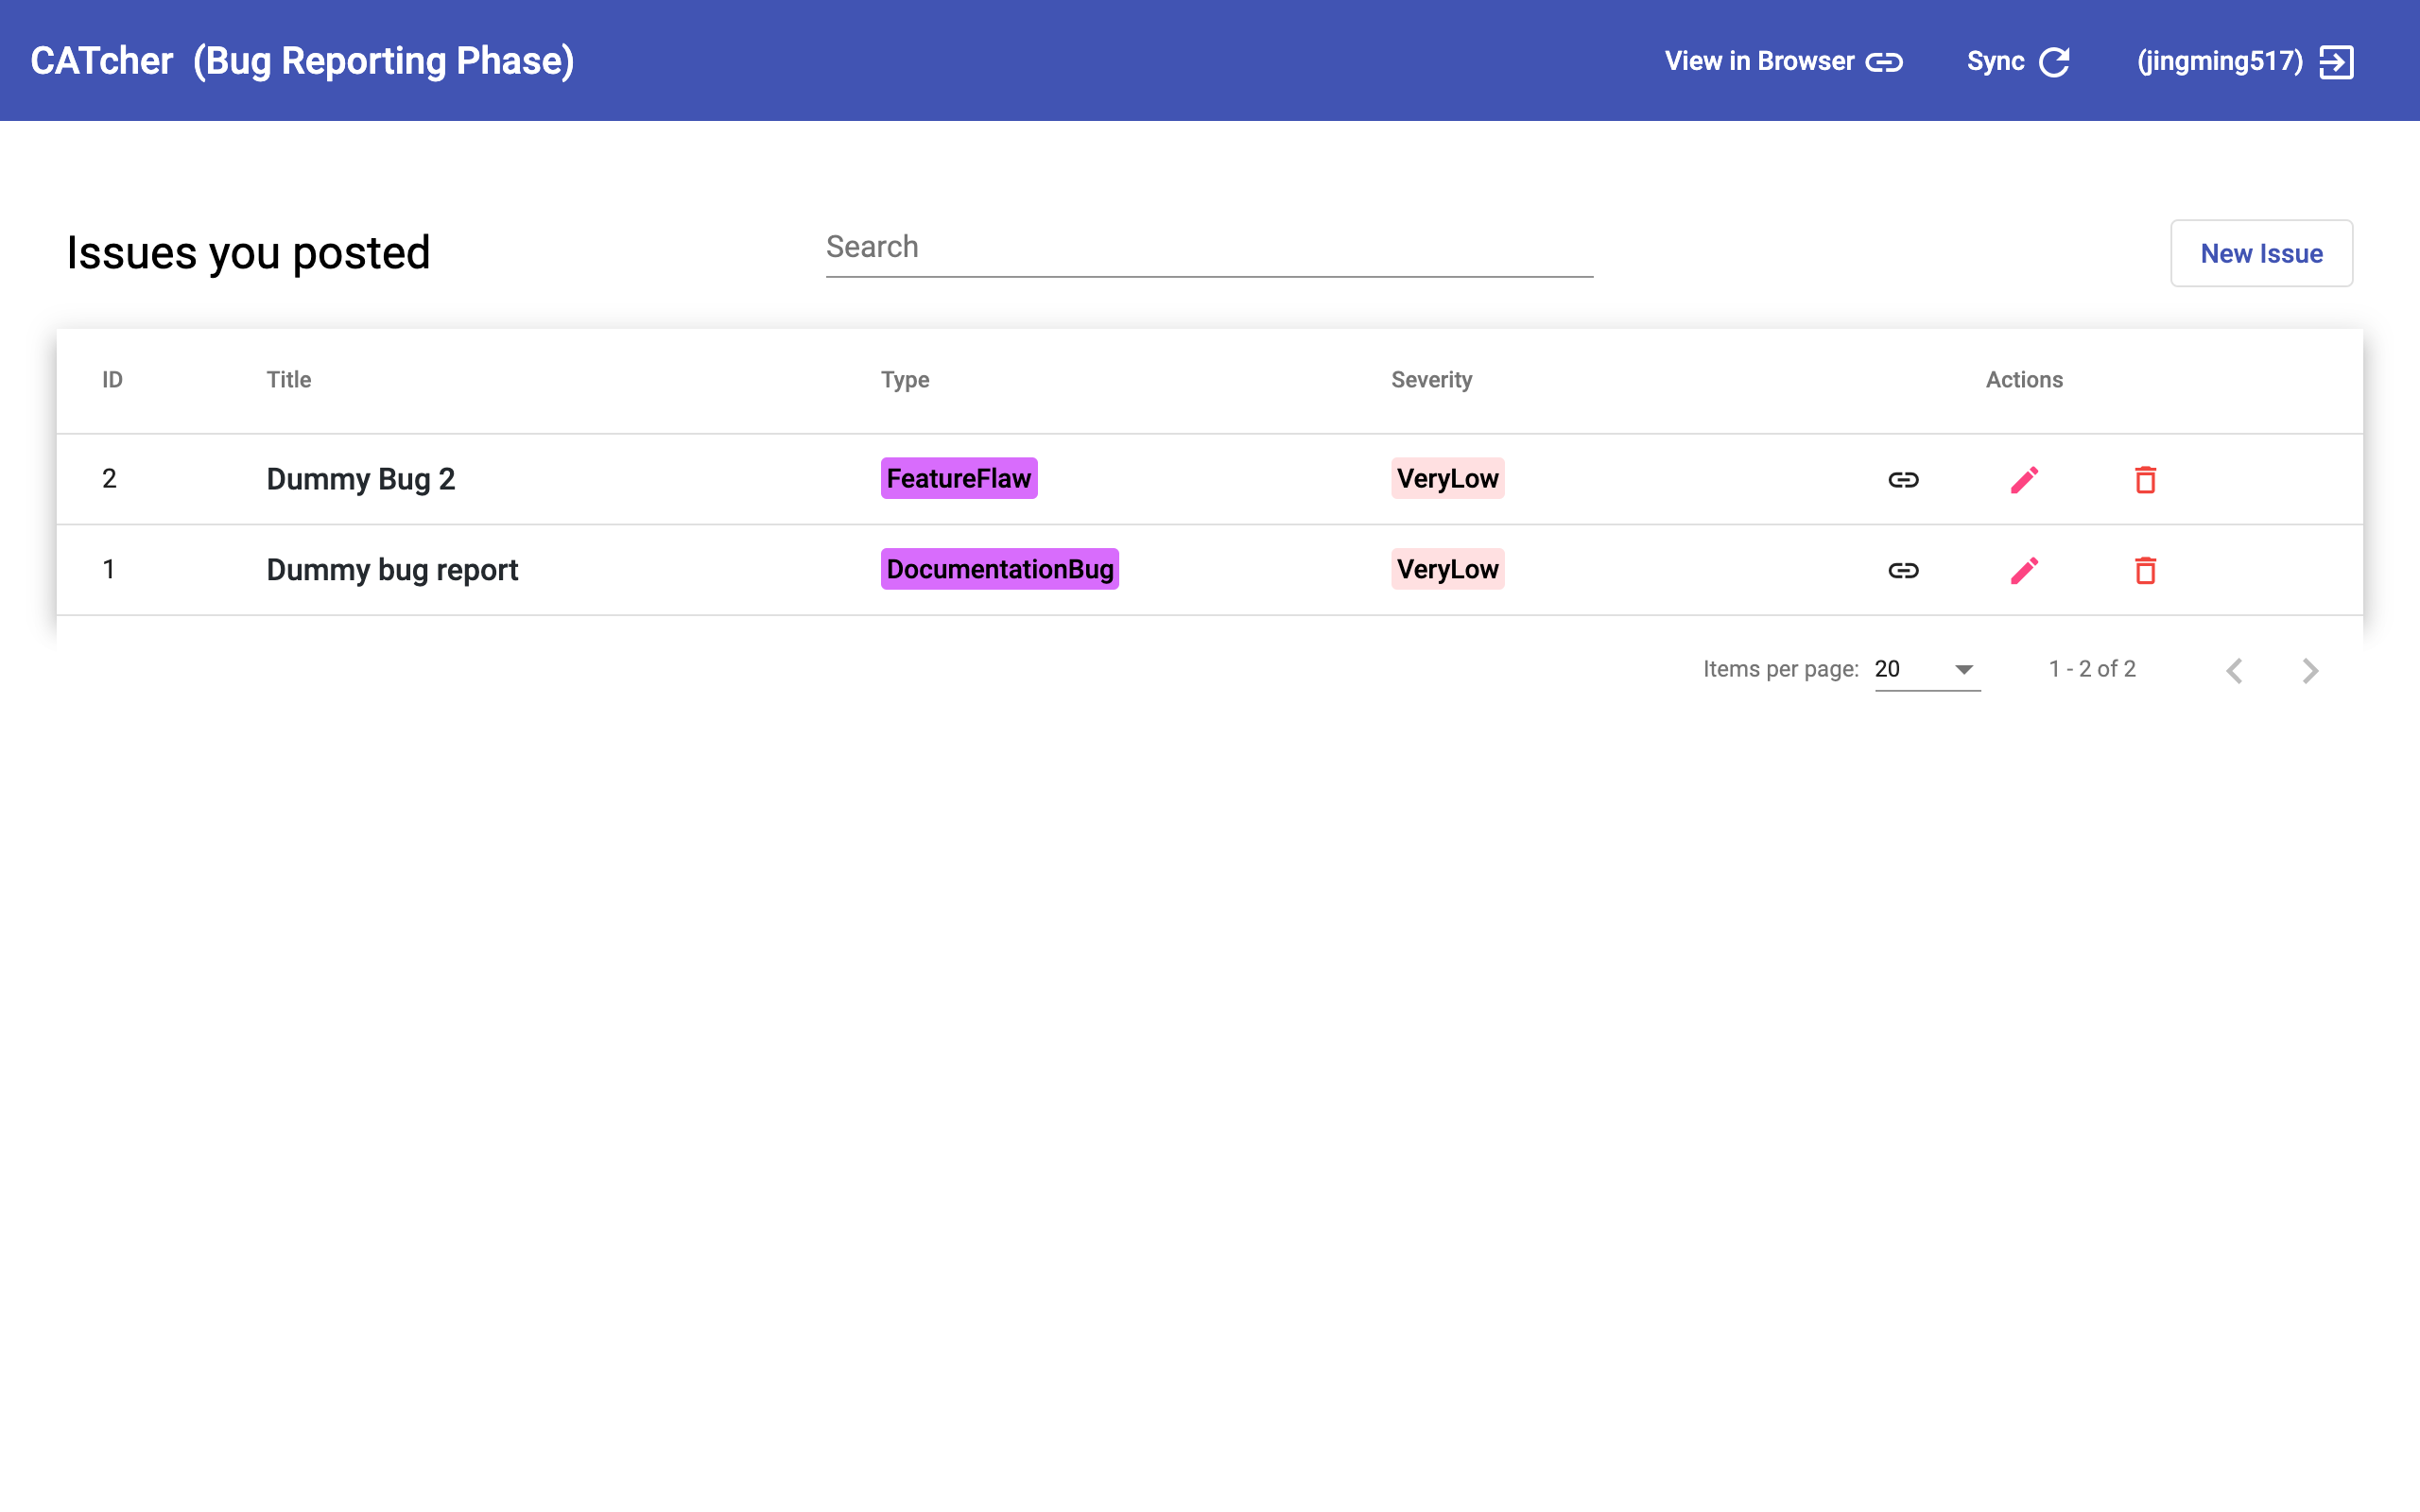 CATcher (Bug Reporting Phase) View in Browser Sync (jingming517)
Issues you posted Search New Issue
ID Title Type Severity Actions
2 Dummy Bug 2 FeatureFlaw VeryLow
1 Dummy bug report DocumentationBug VeryLow
Items per page: 20 1 - 2 of 2